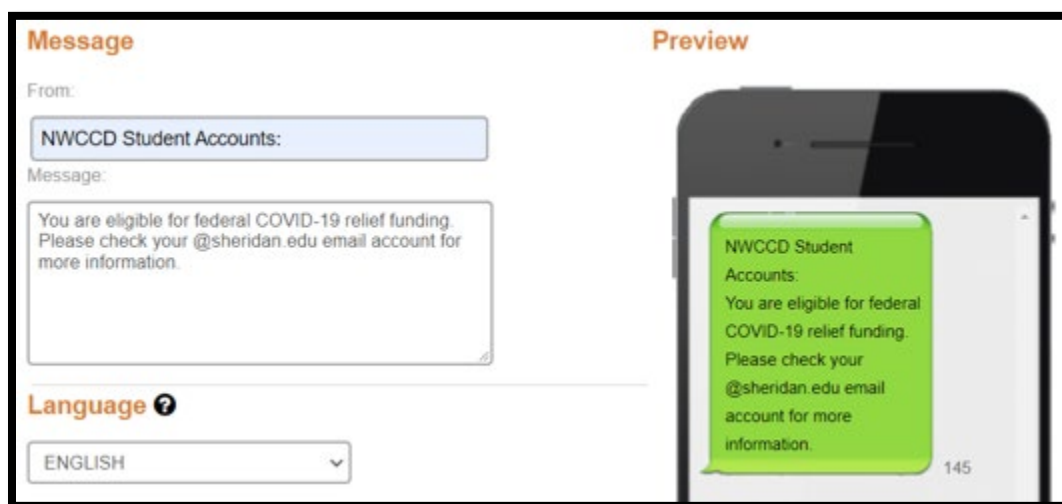 Message
From:
NWCCD Student Accounts:
Message:
You are eligible for federal COVID-19 relief funding.
Please check your @sheridan.edu email account for
more information.
Language ?
ENGLISH
Preview
NWCCD Student
Accounts:
You are eligible for federal
COVID-19 relief funding.
Please check your
@sheridan.edu email
account for more
information.
145